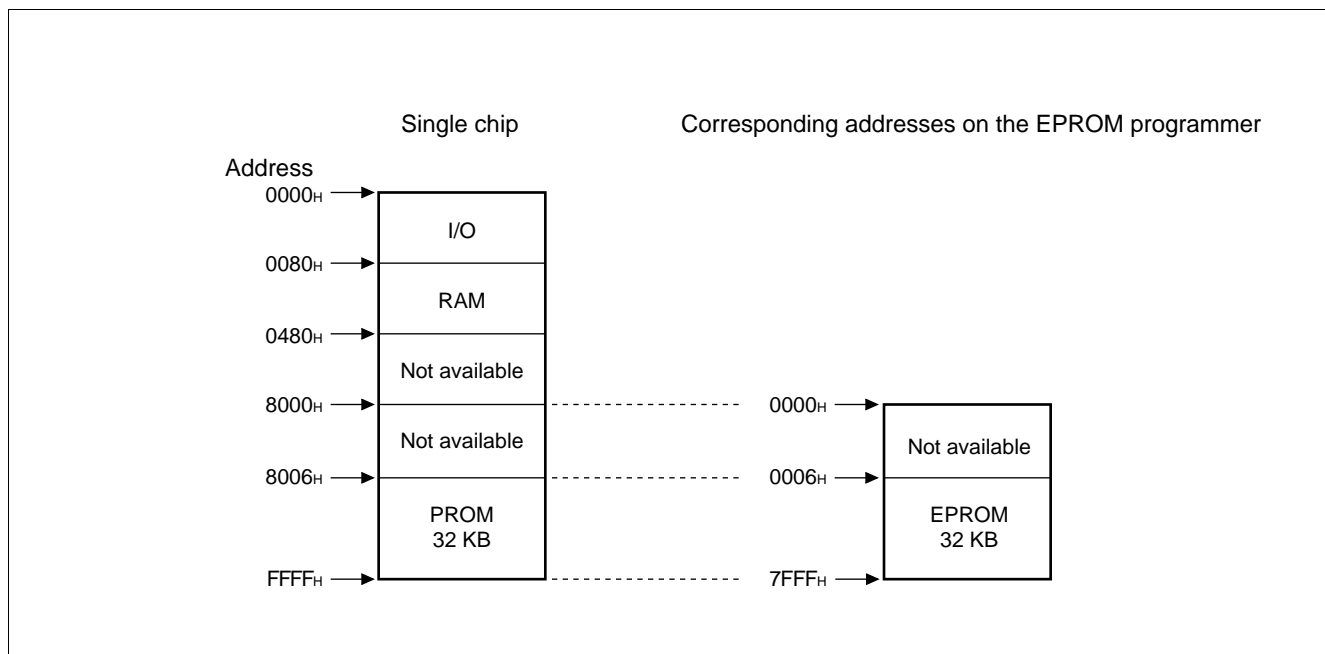 Single chip
Corresponding addresses on the EPROM programmer
Address
0000H
I/O
0080H
RAM
0480H
Not available
8000H
0000H
Not available
Not available
8006H
0006H
PROM
32 KB
EPROM
32 KB
FFFFH
7FFFH